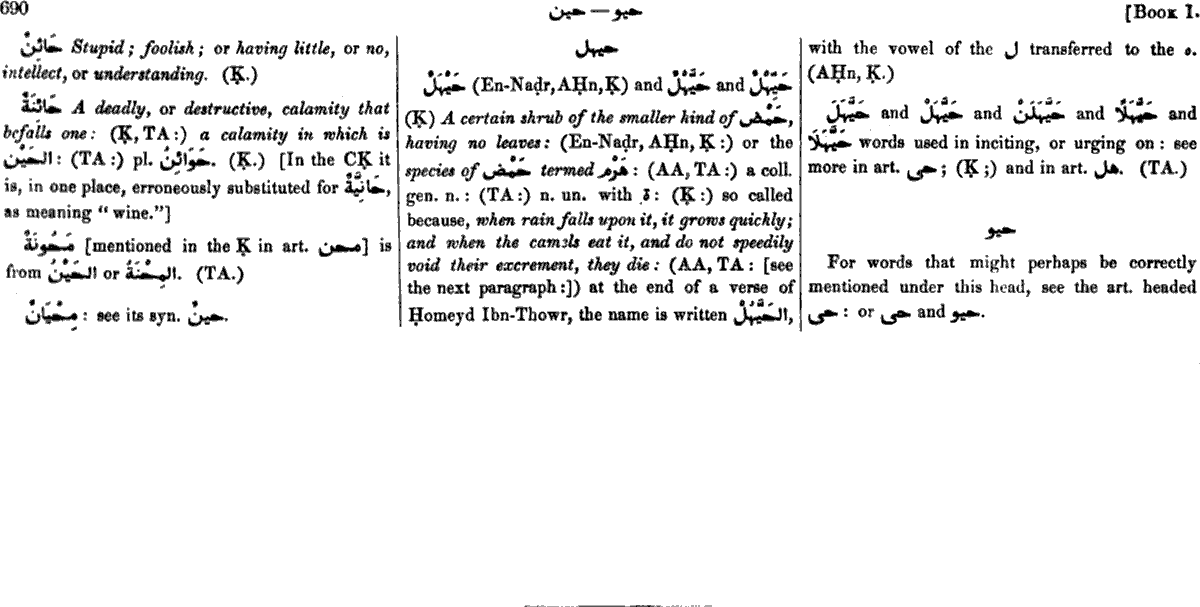 690
حين — حيو
[Book I.
حَائِنٌ Stupid; foolish; or having little, or no,
intellect, or understanding. (Ḳ.)
حَائِنَةٌ A deadly, or destructive, calamity that
befalls one: (Ḳ, TA:) a calamity in which is
الحَيْنُ: (TA:) pl. حَوَائِنُ. (Ḳ.) [In the CḲ it
is, in one place, erroneously substituted for حَانِيَّةٌ,
as meaning “wine.”]
مَحُونَةٌ [mentioned in the Ḳ in art. محن] is
from الحَيْنُ or المِحْنَةُ. (TA.)
مِحْيَانٌ: see its syn. حِينٌ.
حيهل
حَيْهَلٌ (En-Naḍr, AḤn, Ḳ) and حَيَّهْلٌ and حَيِّهْلٌ
(Ḳ) A certain shrub of the smaller kind of حَمْض,
having no leaves: (En-Naḍr, AḤn, Ḳ:) or the
species of حَمْض termed هَرْم: (AA, TA:) a coll.
gen. n.: (TA:) n. un. with ة: (Ḳ:) so called
because, when rain falls upon it, it grows quickly;
and when the camels eat it, and do not speedily
void their excrement, they die: (AA, TA: [see
the next paragraph:]) at the end of a verse of
Ḥomeyd Ibn-Thowr, the name is written الحَيَّهُلْ,
with the vowel of the ل transferred to the ه.
(AḤn, Ḳ.)
حَيَّهَلَ and حَيَّهَلْ and حَيَّهَلَنْ and حَيَّهَلًا and
حَيَّهَلَا words used in inciting, or urging on: see
more in art. حى; (Ḳ;) and in art. هل. (TA.)
حيو
For words that might perhaps be correctly
mentioned under this head, see the art. headed
حى: or حى and حيو.